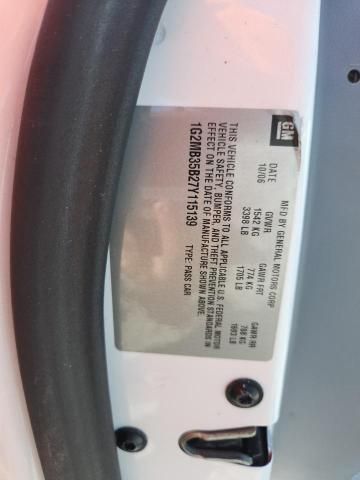 GM
MFD BY GENERAL MOTORS CORP
DATE GVWR GAWR FRT GAWR RR
10/06 1542 KG 774 KG 768 KG
3398 LB 1705 LB 1693 LB
THIS VEHICLE CONFORMS TO ALL APPLICABLE U.S. FEDERAL MOTOR
VEHICLE SAFETY, BUMPER, AND THEFT PREVENTION STANDARDS IN
EFFECT ON THE DATE OF MANUFACTURE SHOWN ABOVE.
1G2MB35B27Y115139 TYPE: PASS CAR